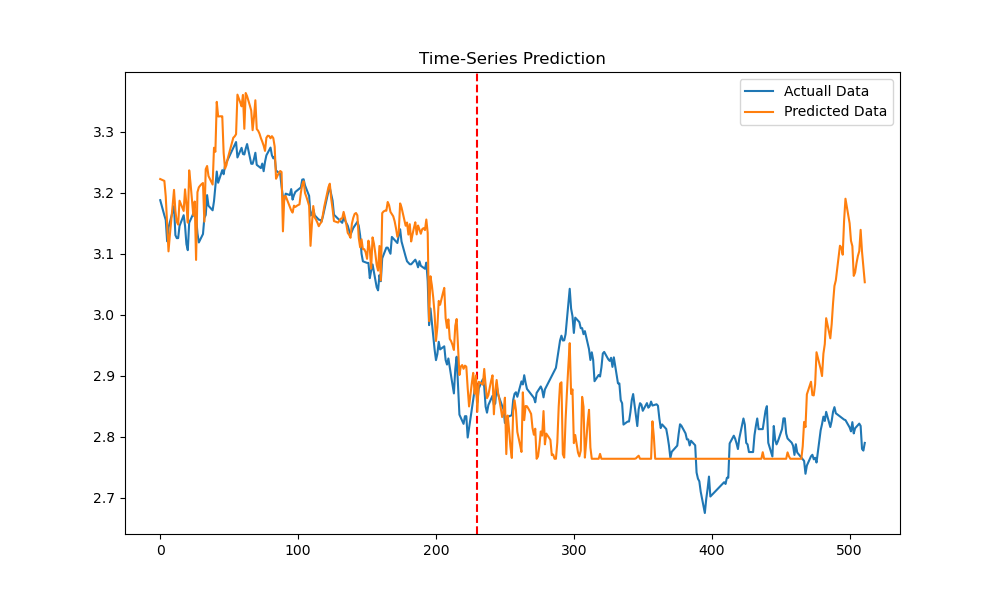 Time-Series Prediction
Actuall Data
Predicted Data
3.3
3.2
3.1
3.0
2.9
2.8
2.7
0 100 200 300 400 500